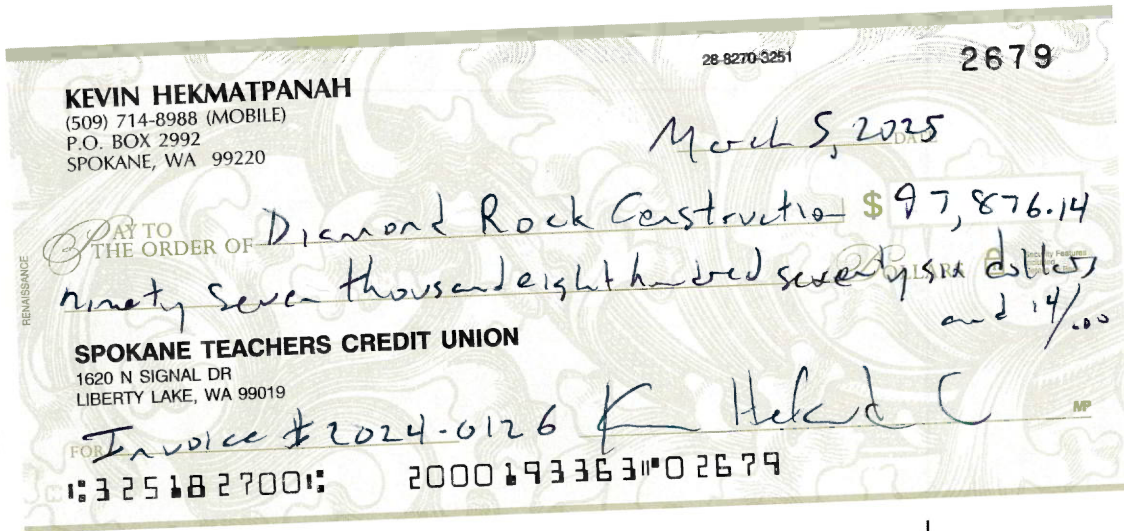 28-8270-3251
2679
KEVIN HEKMATPANAH
(509) 714-8988 (MOBILE)
P.O. BOX 2992
SPOKANE, WA 99220
March 5, 2025
DATE
PAY TO
THE ORDER OF Diamond Rock Construction $ 97,876.14
ninety seven thousand eight hundred seventy six dollars
and 14/100
DOLLARS
Security Features
RENAISSANCE
SPOKANE TEACHERS CREDIT UNION
1620 N SIGNAL DR
LIBERTY LAKE, WA 99019
FOR Invoice # 2024-0126
MP
⑆325182700⑆ 2000193363⑈02679